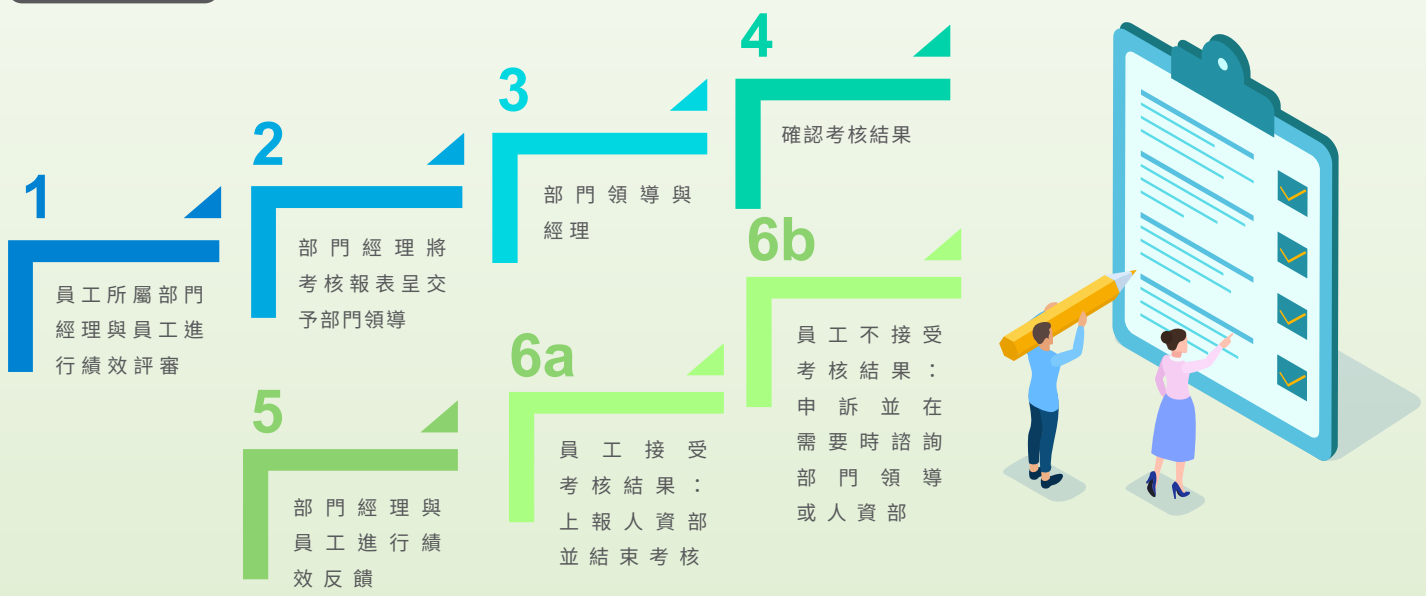 1
員工所屬部門
經理與員工進
行績效評審
2
部門經理將
考核報表呈交
予部門領導
3
部門領導與
經理
4
確認考核結果
5
部門經理與
員工進行績
效反饋
6a
員工接受
考核結果：
上報人資部
並結束考核
6b
員工不接受
考核結果：
申訴並在
需要時諮詢
部門領導
或人資部